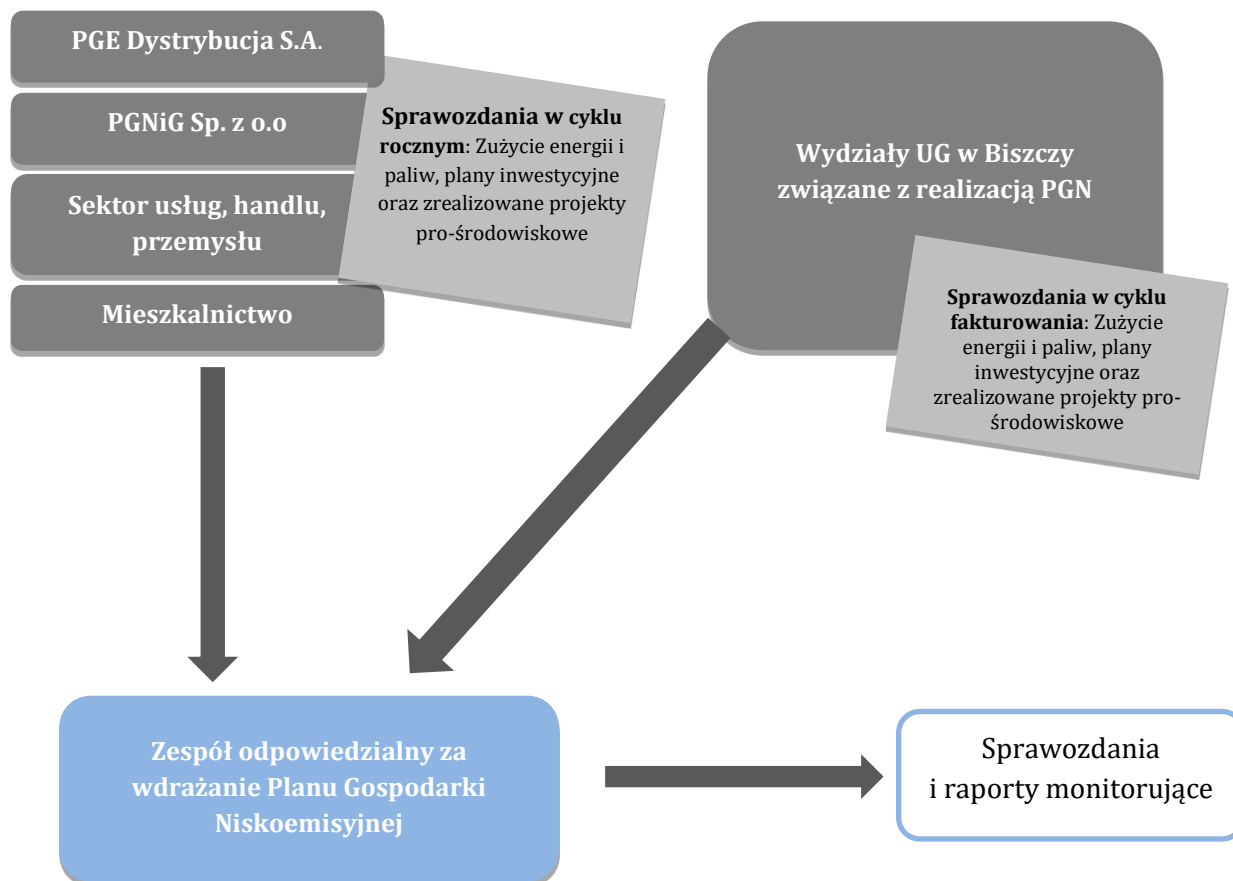 PGE Dystrybucja S.A.
PGNiG Sp. z o.o
Sektor usług, handlu,
przemysłu
Mieszkalnictwo
Sprawozdania w cyklu
rocznym: Zużycie energii i
paliw, plany inwestycyjne
oraz zrealizowane projekty
pro-środowiskowe
Wydziały UG w Biszczy
związane z realizacją PGN
Sprawozdania w cyklu
fakturowania: Zużycie
energii i paliw, plany
inwestycyjne oraz
zrealizowane projekty pro-
środowiskowe
Zespół odpowiedzialny za
wdrażanie Planu Gospodarki
Niskoemisyjnej
Sprawozdania
i raporty monitorujące